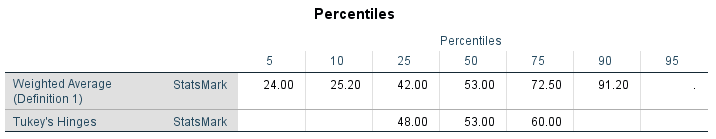 Percentiles
Percentiles
5 10 25 50 75 90 95
Weighted Average (Definition 1) StatsMark 24.00 25.20 42.00 53.00 72.50 91.20 .
Tukey's Hinges StatsMark 48.00 53.00 60.00